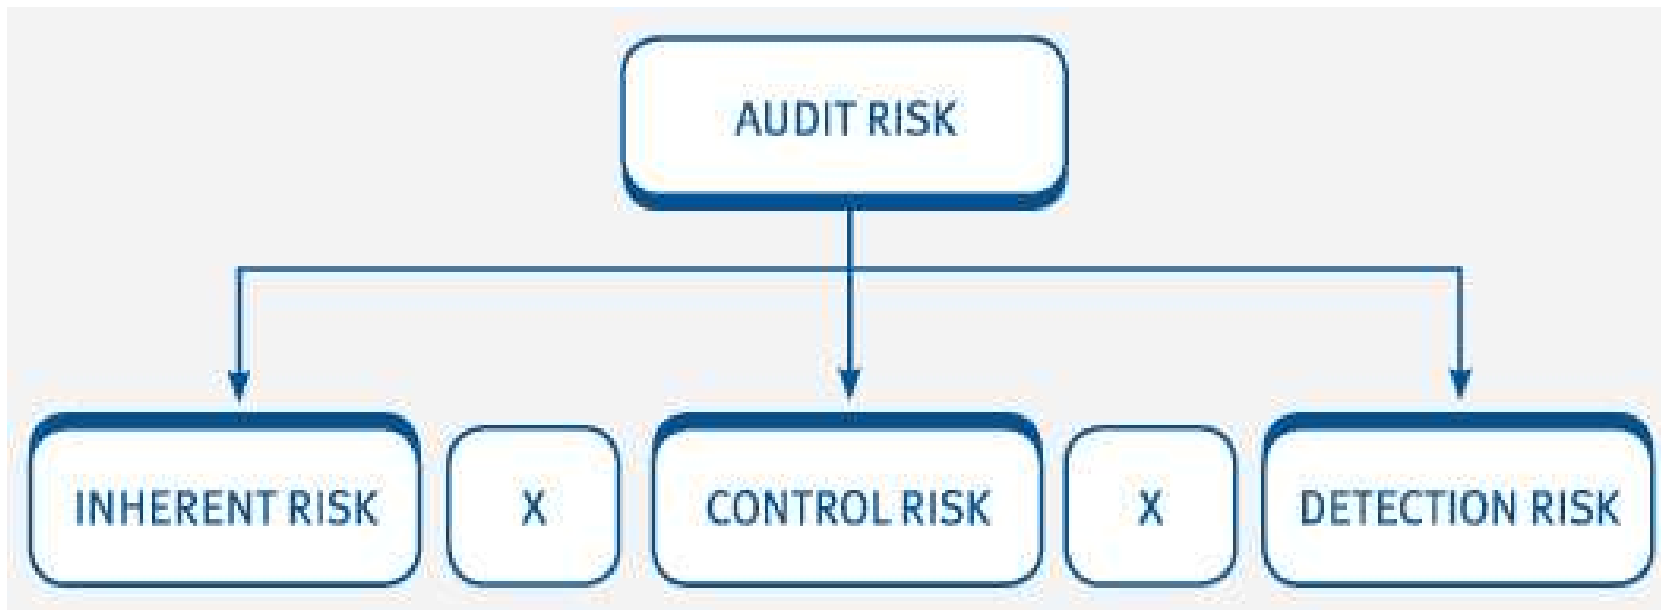 AUDIT RISK
INHERENT RISK X CONTROL RISK X DETECTION RISK